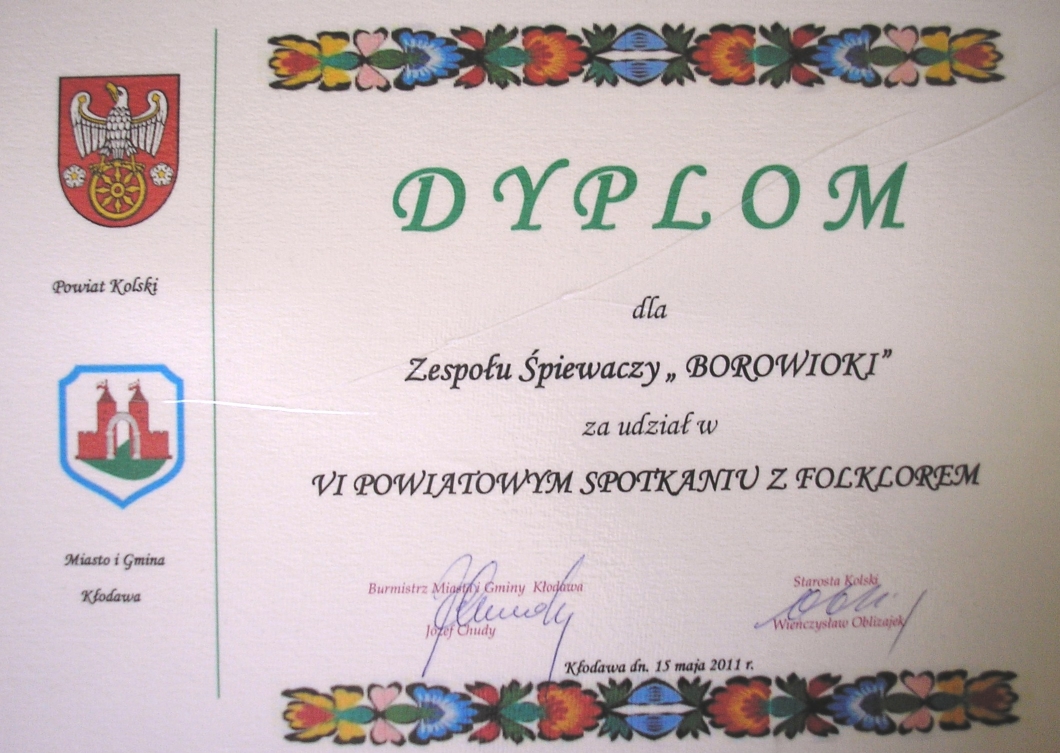 Powiat Kolski
Miasto i Gmina
Kłodawa
DYPLOM
dla
Zespołu Śpiewaczy „ BOROWIOKI”
za udział w
VI POWIATOWYM SPOTKANIU Z FOLKLOREM
Burmistrz Miasta i Gminy Kłodawa
Józef Chudy
Starosta Kolski
Wieńczysław Oblizajek
Kłodawa dn. 15 maja 2011 r.